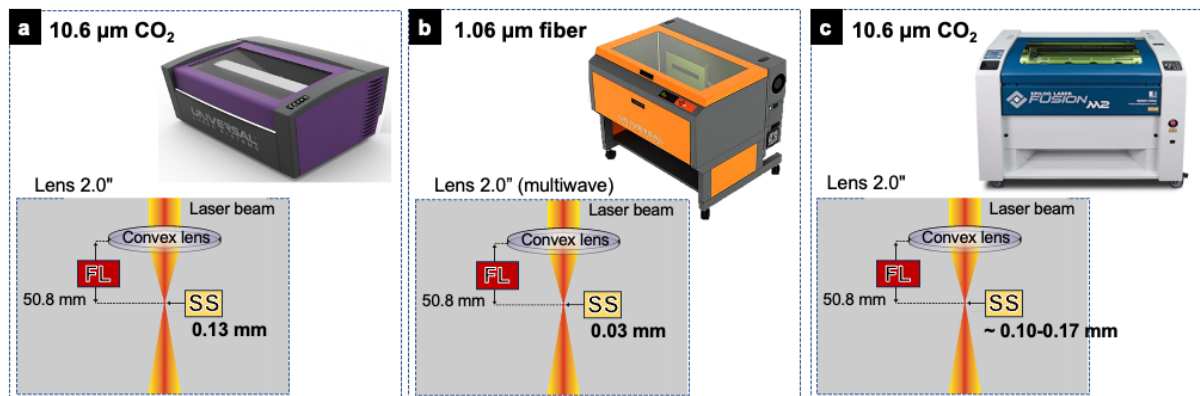 a 10.6 µm CO₂
UNIVERSAL
LASER SYSTEMS
Lens 2.0"
Laser beam
Convex lens
FL
50.8 mm
SS
0.13 mm
b 1.06 µm fiber
UNIVERSAL
Lens 2.0” (multiwave)
Laser beam
Convex lens
FL
50.8 mm
SS
0.03 mm
c 10.6 µm CO₂
EPILOG LASER
FUSION M2
Lens 2.0"
Laser beam
Convex lens
FL
50.8 mm
SS
~ 0.10-0.17 mm